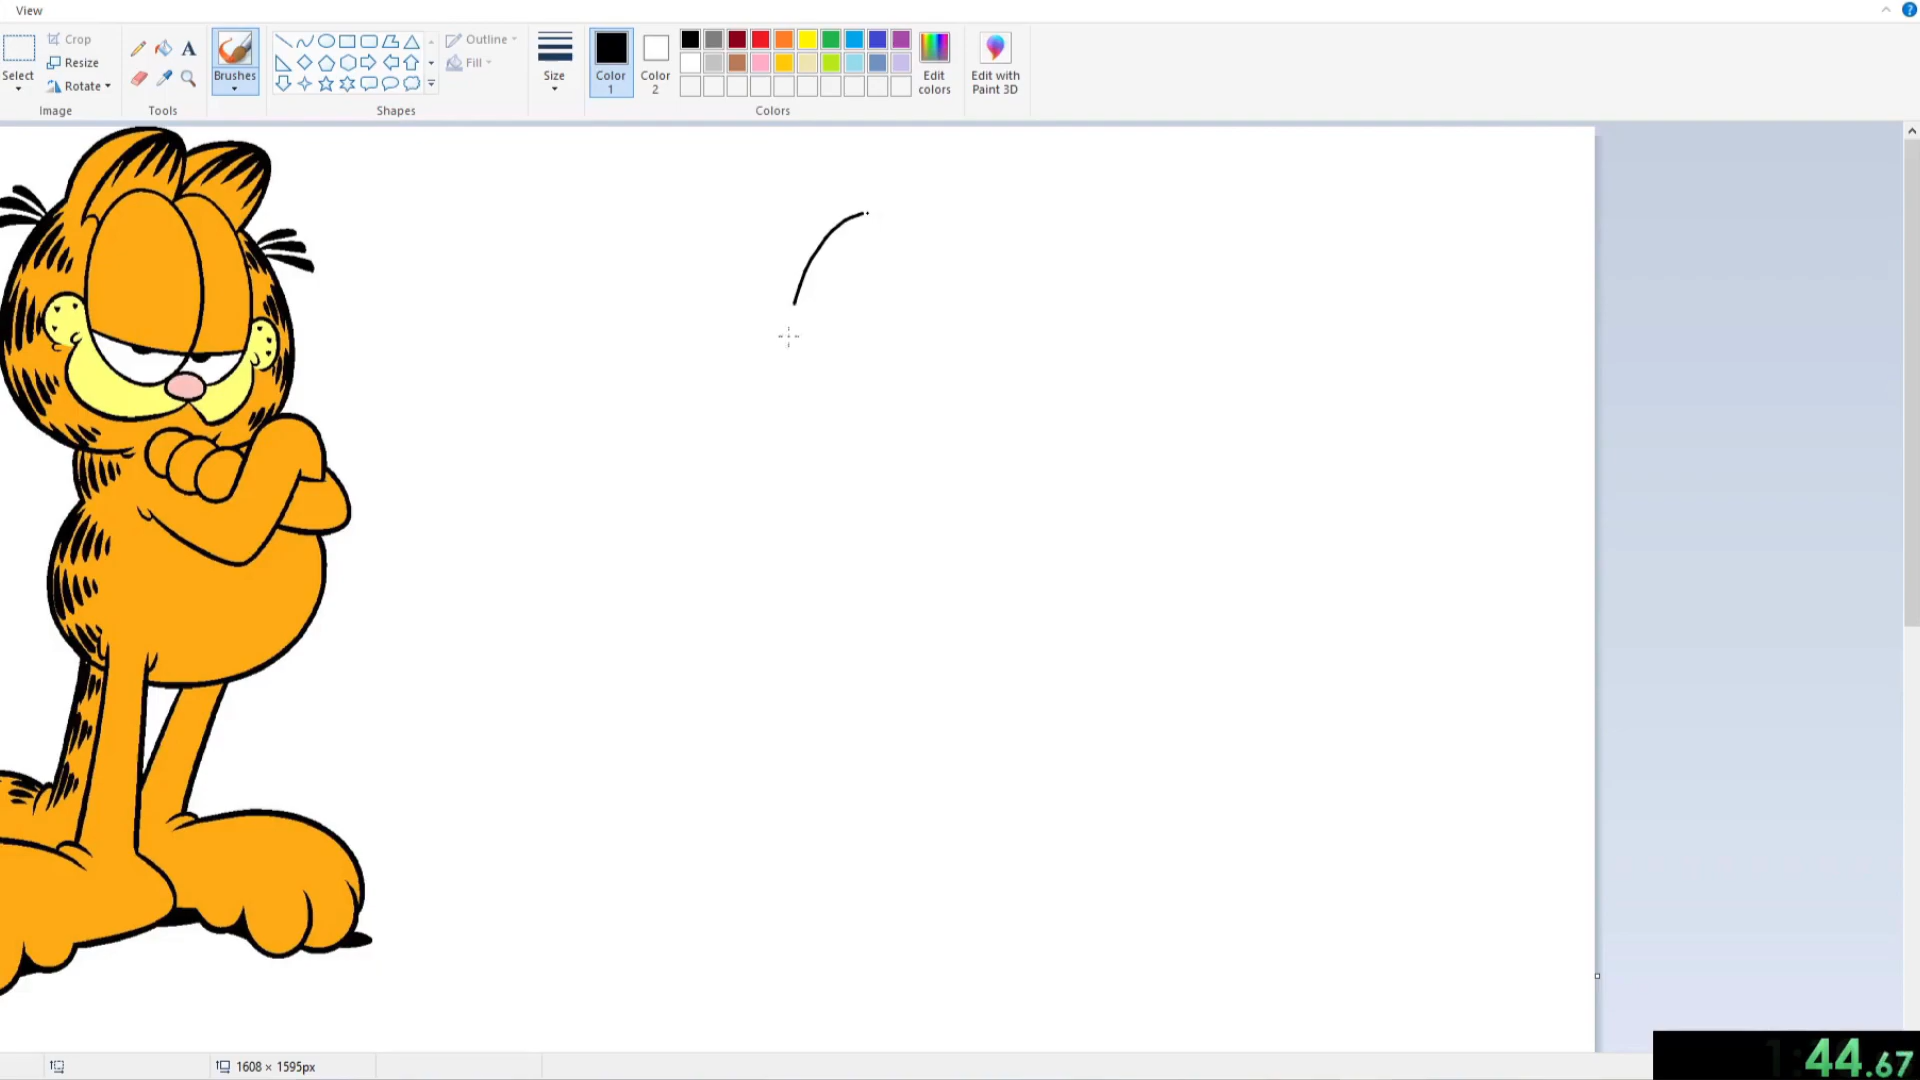 View
Crop
Outline
Select
Resize
Fill
Rotate
Brushes
Size
Color 1
Color 2
Edit colors
Edit with Paint 3D
Image
Tools
Shapes
Colors
1608 × 1595px
44.67